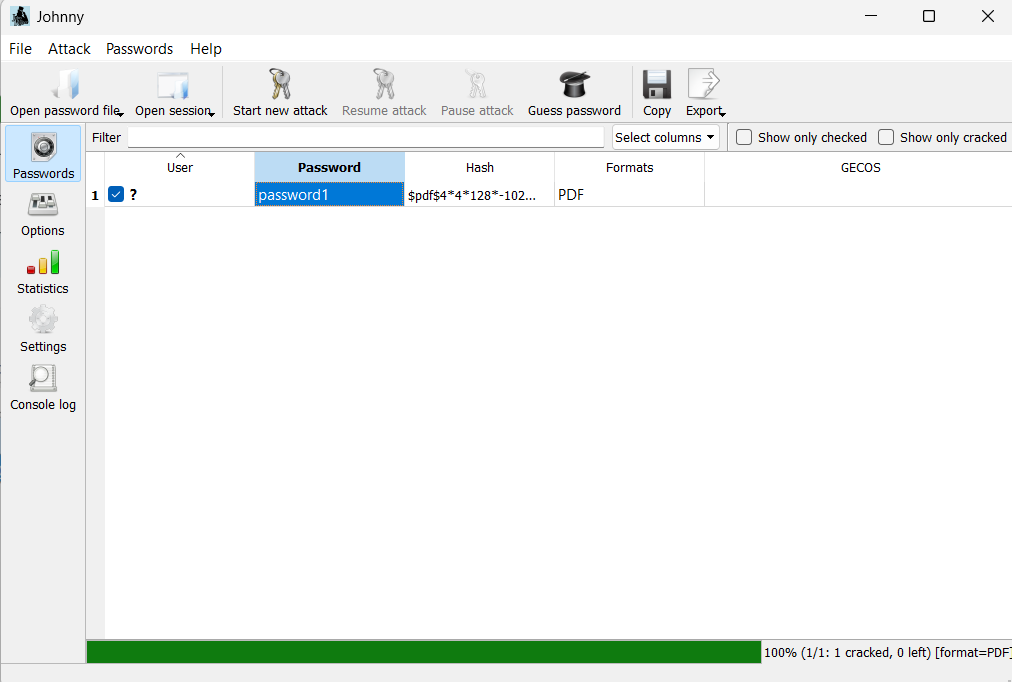 Johnny
File Attack Passwords Help
Open password file Open session Start new attack Resume attack Pause attack Guess password Copy Export
Passwords
Options
Statistics
Settings
Console log
Filter Select columns Show only checked Show only cracked
User Password Hash Formats GECOS
1 ? password1 $pdf$4*4*128*-102... PDF
100% (1/1: 1 cracked, 0 left) [format=PDF]